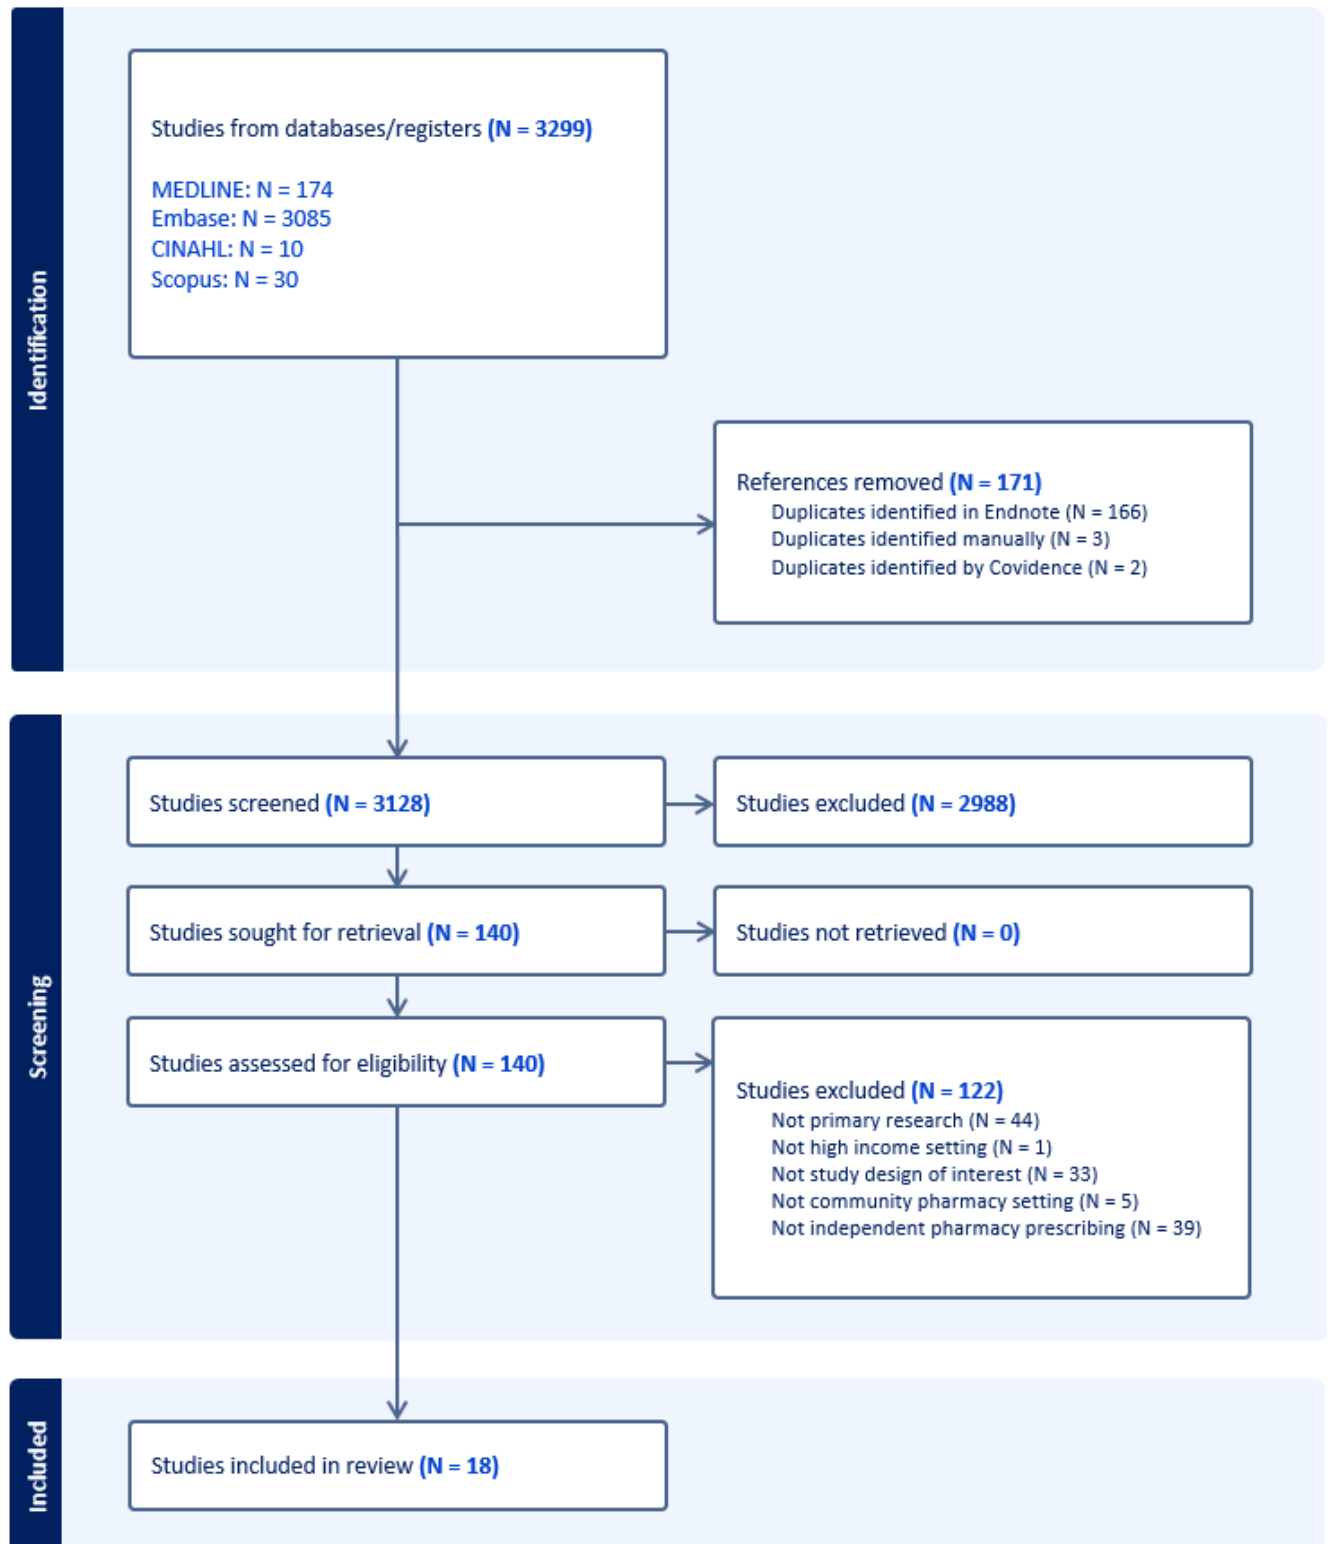 Identification
Studies from databases/registers (N = 3299)
MEDLINE: N = 174
Embase: N = 3085
CINAHL: N = 10
Scopus: N = 30
References removed (N = 171)
Duplicates identified in Endnote (N = 166)
Duplicates identified manually (N = 3)
Duplicates identified by Covidence (N = 2)
Screening
Studies screened (N = 3128)
Studies excluded (N = 2988)
Studies sought for retrieval (N = 140)
Studies not retrieved (N = 0)
Studies assessed for eligibility (N = 140)
Studies excluded (N = 122)
Not primary research (N = 44)
Not high income setting (N = 1)
Not study design of interest (N = 33)
Not community pharmacy setting (N = 5)
Not independent pharmacy prescribing (N = 39)
Included
Studies included in review (N = 18)